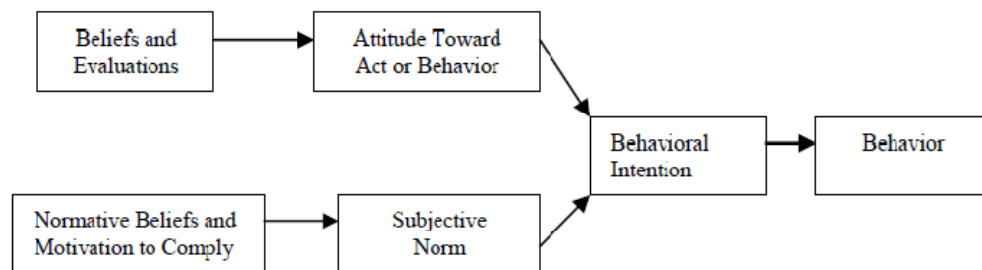 Beliefs and
Evaluations
Attitude Toward
Act or Behavior
Behavioral
Intention
Behavior
Normative Beliefs and
Motivation to Comply
Subjective
Norm